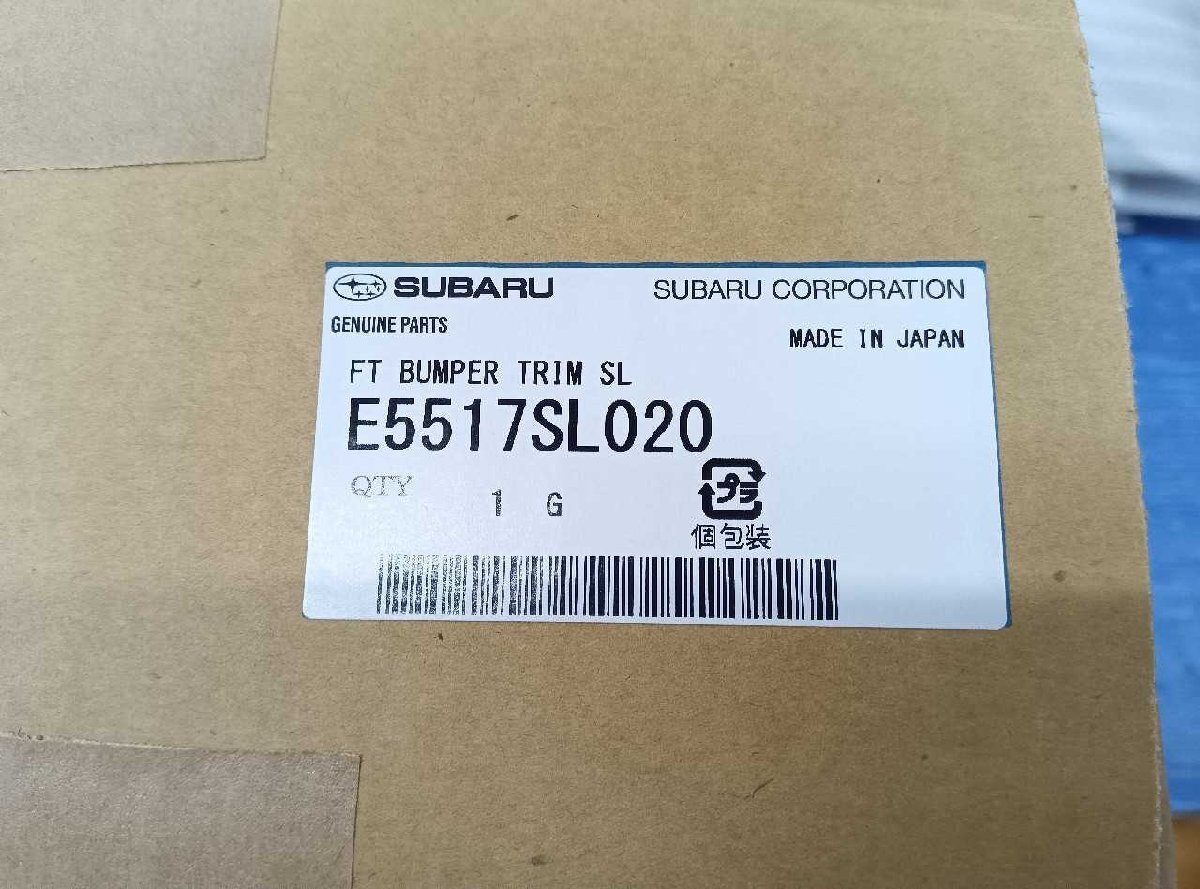 SUBARU SUBARU CORPORATION
GENUINE PARTS
MADE IN JAPAN
FT BUMPER TRIM SL
E5517SL020
QTY 1 G
プラ
個包装